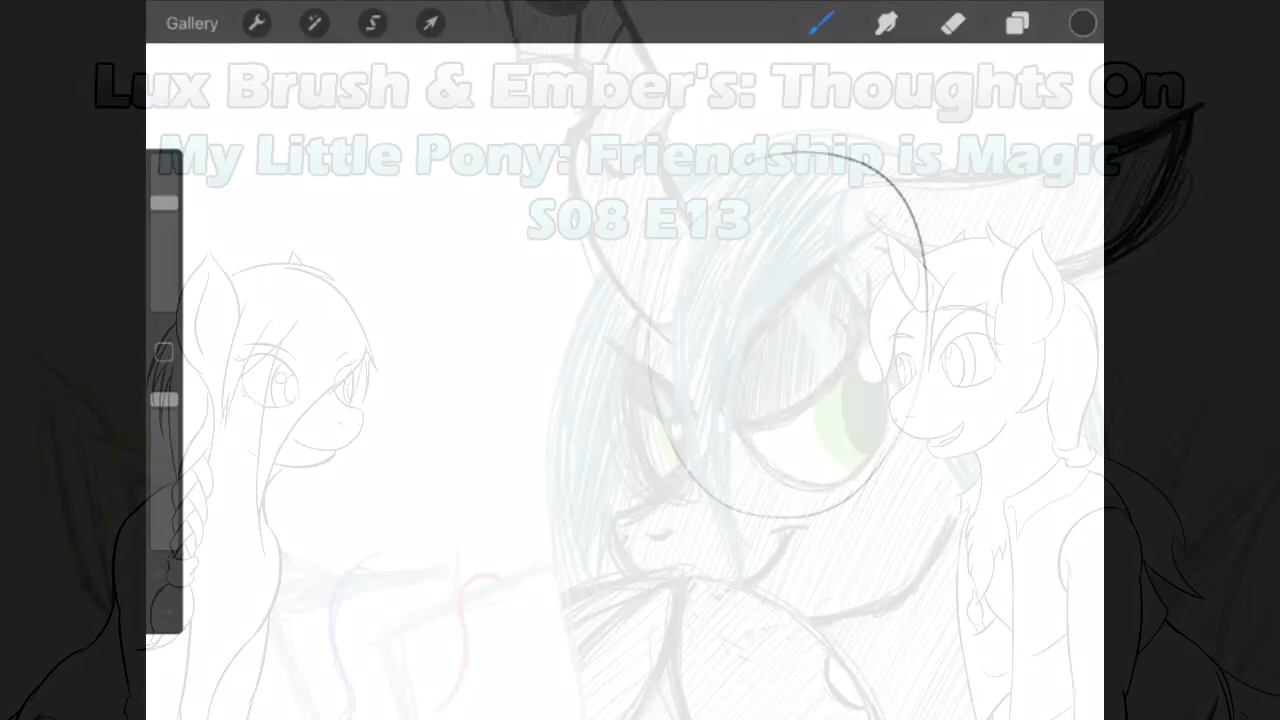 Gallery
Lux Brush & Ember's: Thoughts On
My Little Pony: Friendship is Magic
S08 E13